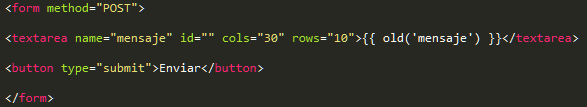 <form method="POST">
<textarea name="mensaje" id="" cols="30" rows="10">{{ old('mensaje') }}</textarea>
<button type="submit">Enviar</button>
</form>